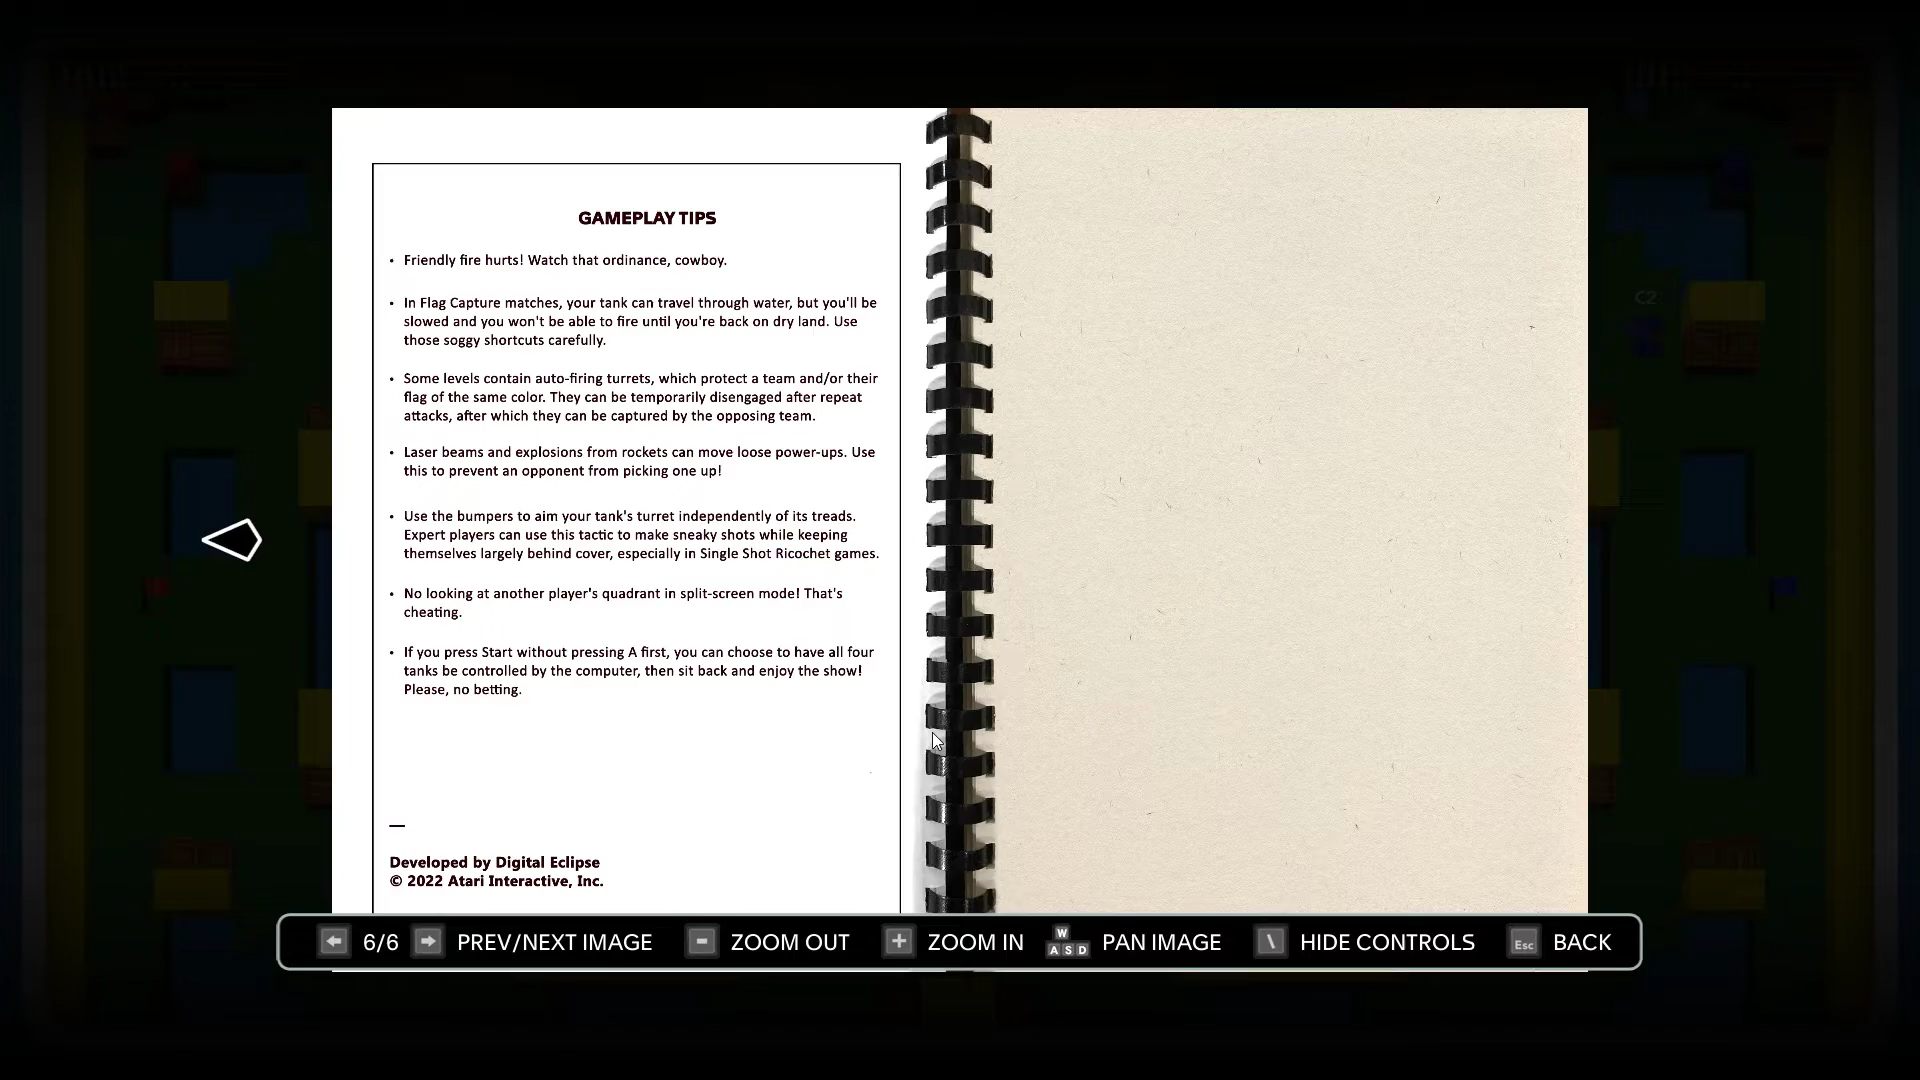 GAMEPLAY TIPS
• Friendly fire hurts! Watch that ordinance, cowboy.
• In Flag Capture matches, your tank can travel through water, but you'll be
slowed and you won't be able to fire until you're back on dry land. Use
those soggy shortcuts carefully.
• Some levels contain auto-firing turrets, which protect a team and/or their
flag of the same color. They can be temporarily disengaged after repeat
attacks, after which they can be captured by the opposing team.
• Laser beams and explosions from rockets can move loose power-ups. Use
this to prevent an opponent from picking one up!
• Use the bumpers to aim your tank's turret independently of its treads.
Expert players can use this tactic to make sneaky shots while keeping
themselves largely behind cover, especially in Single Shot Ricochet games.
• No looking at another player's quadrant in split-screen mode! That's
cheating.
• If you press Start without pressing A first, you can choose to have all four
tanks be controlled by the computer, then sit back and enjoy the show!
Please, no betting.
—
Developed by Digital Eclipse
© 2022 Atari Interactive, Inc.
C2
6/6 PREV/NEXT IMAGE - ZOOM OUT + ZOOM IN W A S D PAN IMAGE \ HIDE CONTROLS Esc BACK